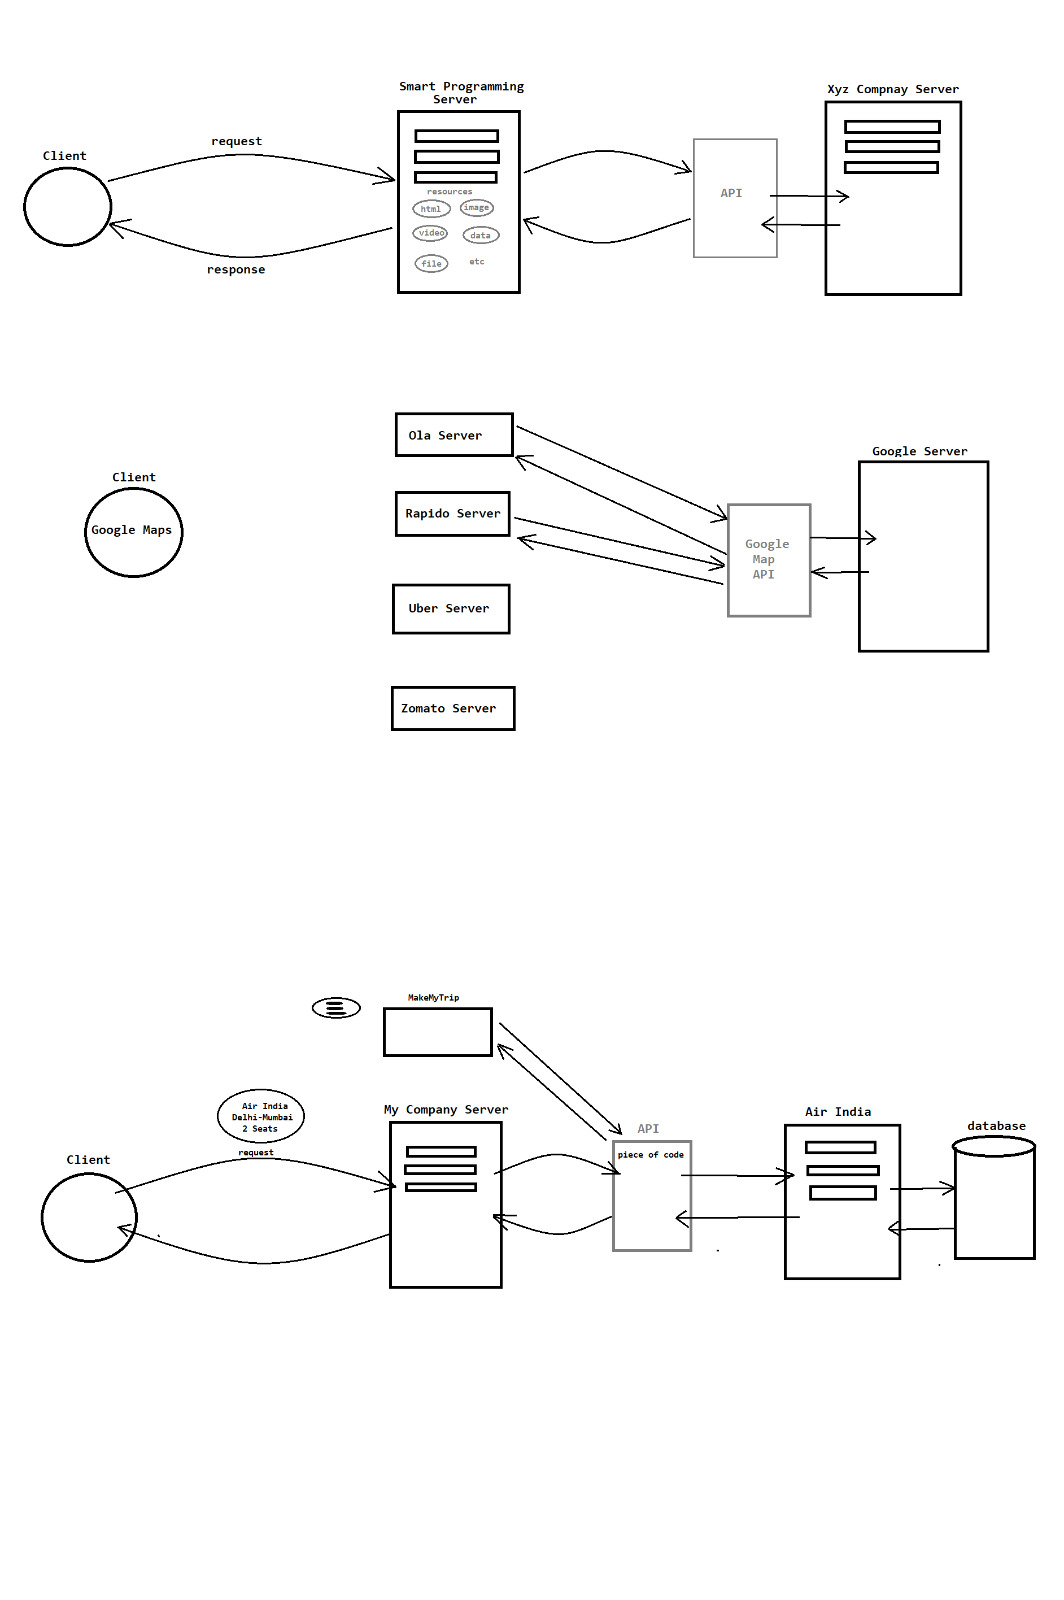 Smart Programming
Server
Xyz Compnay Server
request
Client
resources
html
image
video
data
file
etc
API
response
Ola Server
Google Server
Client
Google Maps
Rapido Server
Google
Map
API
Uber Server
Zomato Server
MakeMyTrip
Air India
Delhi-Mumbai
2 Seats
request
My Company Server
Client
API
piece of code
Air India
database